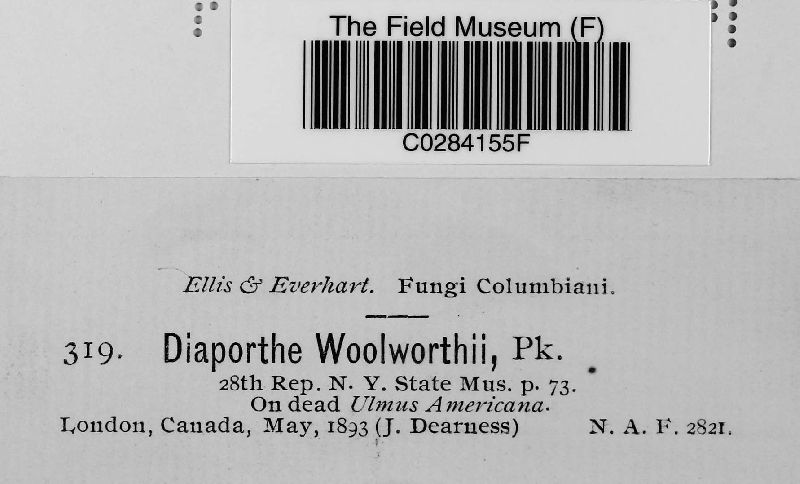 The Field Museum (F)
C0284155F
Ellis & Everhart. Fungi Columbiani.
319. Diaporthe Woolworthii, Pk.
28th Rep. N. Y. State Mus. p. 73.
On dead Ulmus Americana.
London, Canada, May, 1893 (J. Dearness) N. A. F. 2821.